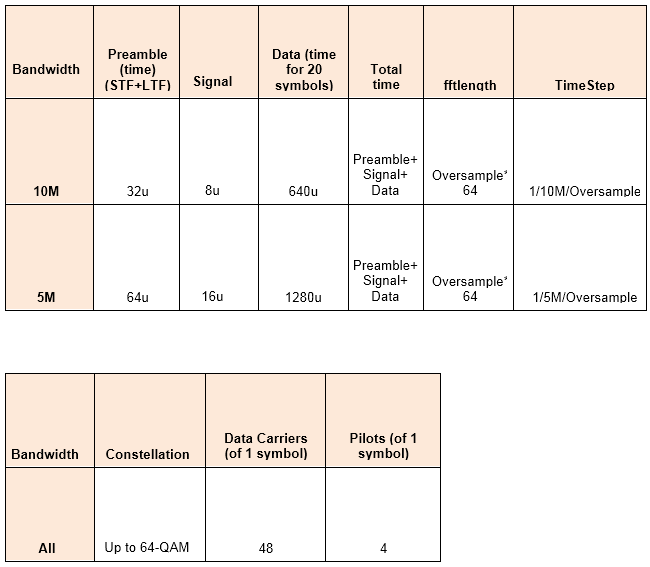 Bandwidth
Preamble
(time)
(STF+LTF)
Signal
Data (time
for 20
symbols)
Total
time
fftlength
TimeStep
10M
32u
8u
640u
Preamble+
Signal+
Data
Oversample*
64
1/10M/Oversample
5M
64u
16u
1280u
Preamble+
Signal+
Data
Oversample*
64
1/5M/Oversample
Bandwidth
Constellation
Data Carriers
(of 1 symbol)
Pilots (of 1
symbol)
All
Up to 64-QAM
48
4